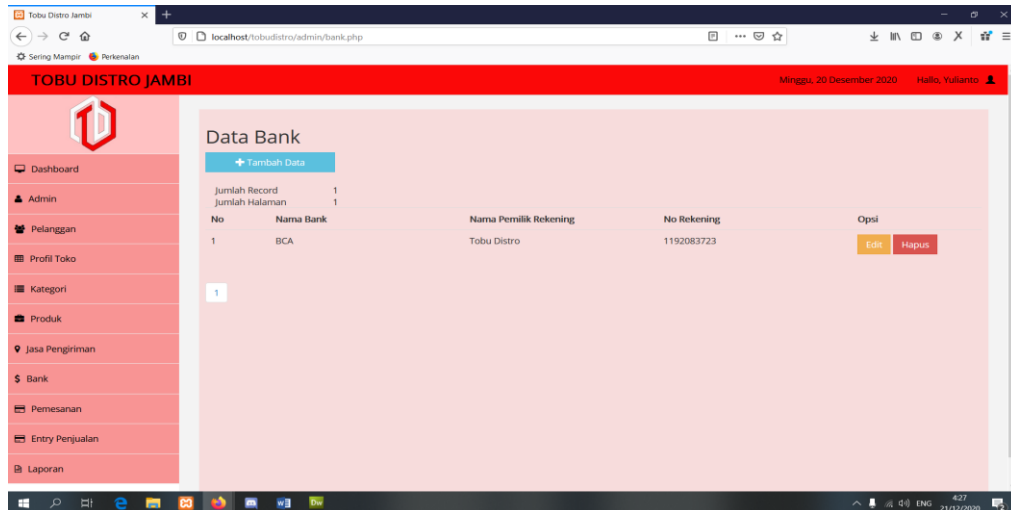 Tobu Distro Jambi
localhost/tobudistro/admin/bank.php
Sering Mampir Perkenalan
TOBU DISTRO JAMBI Minggu, 20 Desember 2020 Hallo, Yulianto
Data Bank
+ Tambah Data
Jumlah Record 1
Jumlah Halaman 1
No Nama Bank Nama Pemilik Rekening No Rekening Opsi
1 BCA Tobu Distro 1192083723 Edit Hapus
1
Dashboard
Admin
Pelanggan
Profil Toko
Kategori
Produk
Jasa Pengiriman
$ Bank
Pemesanan
Entry Penjualan
Laporan
ENG
4:27
21/12/2020